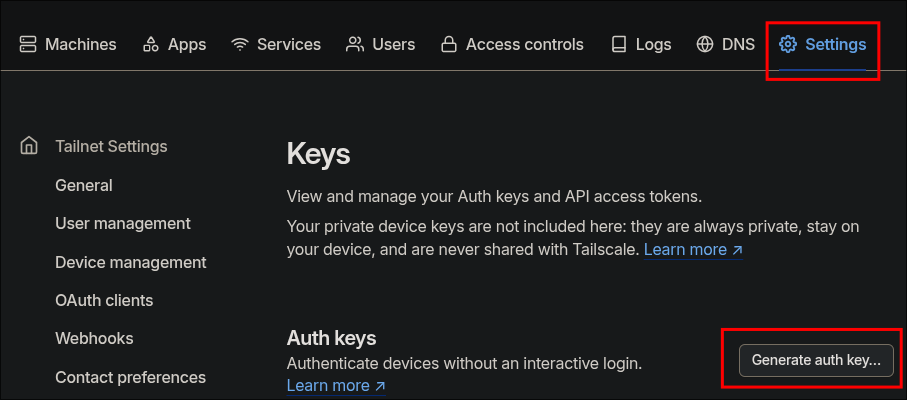 Machines Apps Services Users Access controls Logs DNS Settings
Tailnet Settings
General
User management
Device management
OAuth clients
Webhooks
Contact preferences
Keys
View and manage your Auth keys and API access tokens.
Your private device keys are not included here: they are always private, stay on
your device, and are never shared with Tailscale. Learn more ↗
Auth keys
Authenticate devices without an interactive login.
Learn more ↗
Generate auth key...